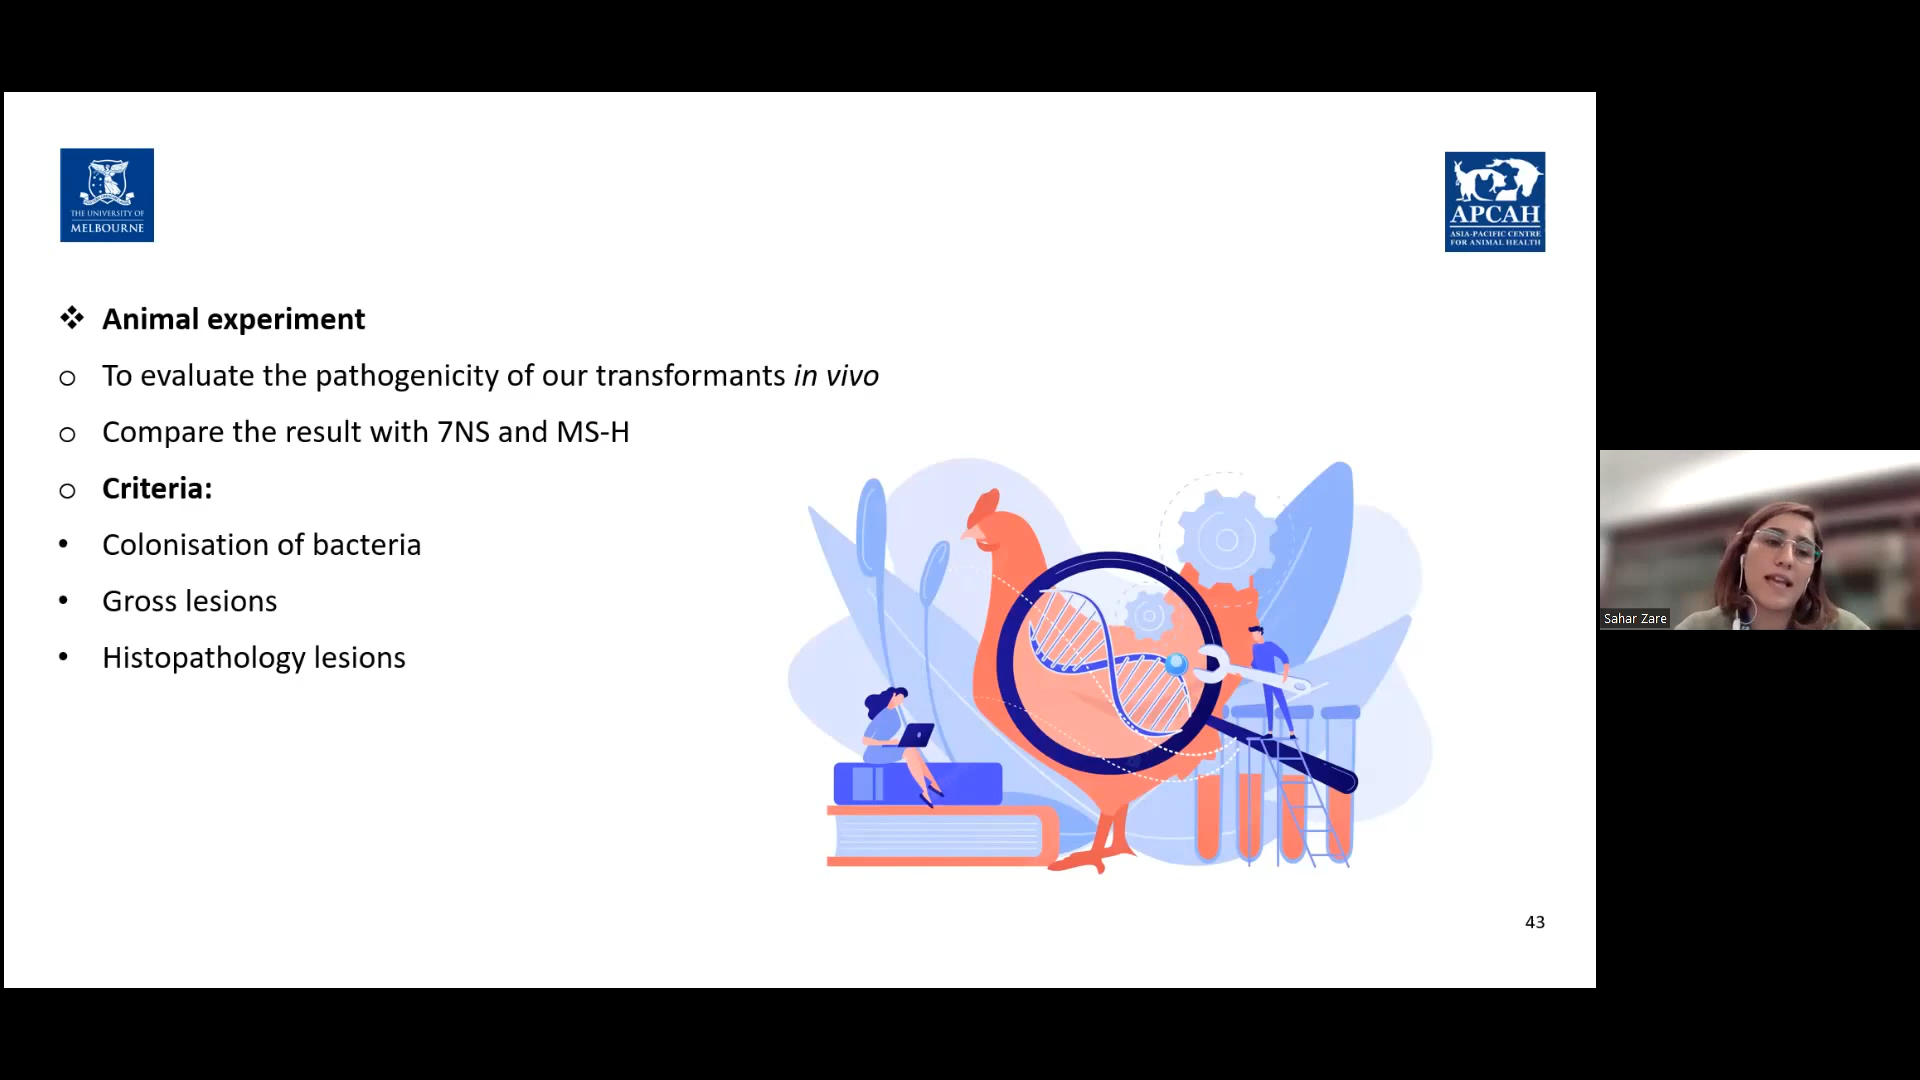 THE UNIVERSITY OF
MELBOURNE
APCAH
ASIA-PACIFIC CENTRE
FOR ANIMAL HEALTH
❖ Animal experiment
o To evaluate the pathogenicity of our transformants in vivo
o Compare the result with 7NS and MS-H
o Criteria:
• Colonisation of bacteria
• Gross lesions
• Histopathology lesions
Sahar Zare
43